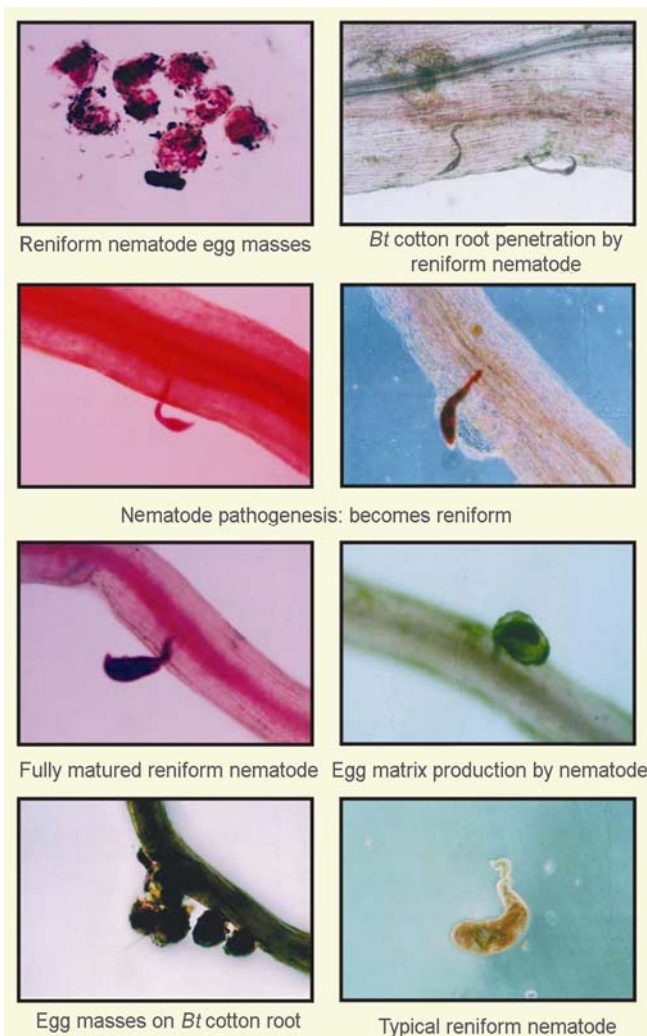 Reniform nematode egg masses
Bt cotton root penetration by
reniform nematode
Nematode pathogenesis: becomes reniform
Fully matured reniform nematode
Egg matrix production by nematode
Egg masses on Bt cotton root
Typical reniform nematode